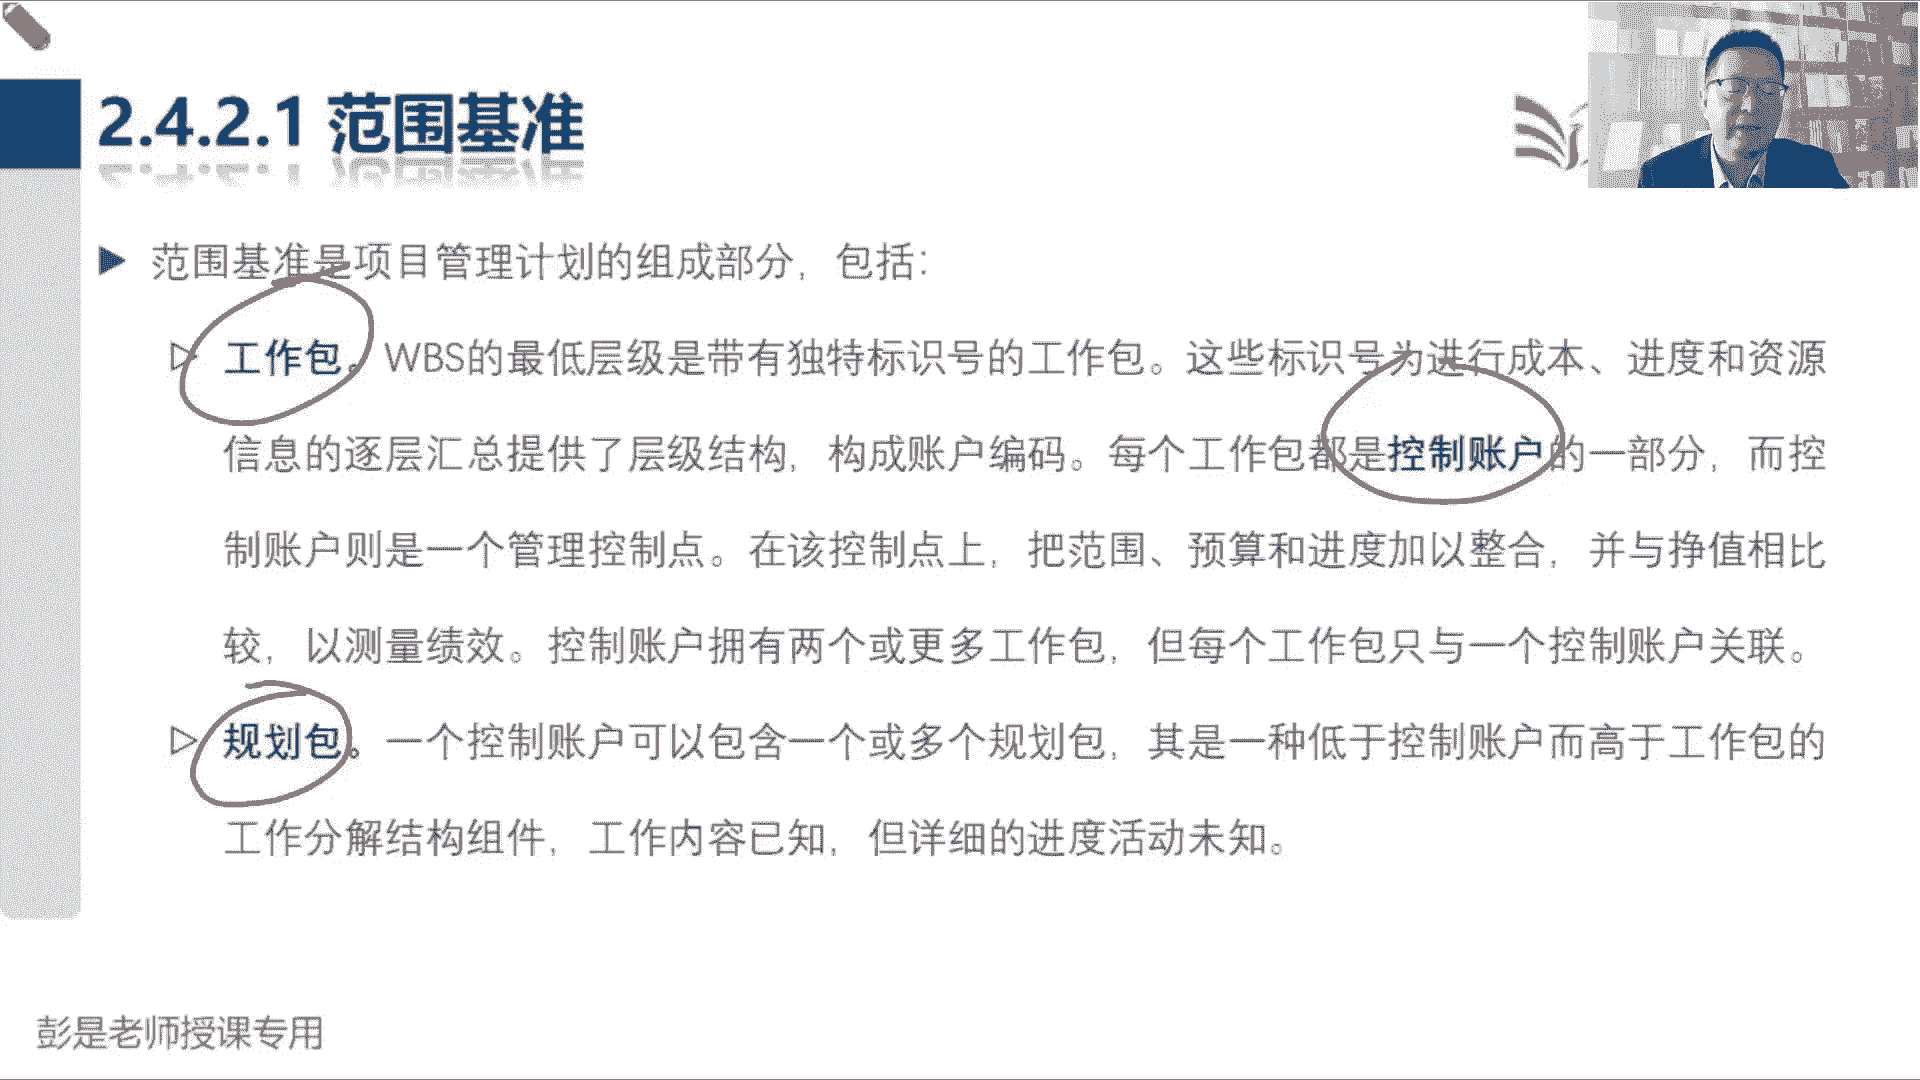 2.4.2.1 范围基准
范围基准是项目管理计划的组成部分，包括：
工作包。WBS的最低层级是带有独特标识号的工作包。这些标识号为进行成本、进度和资源
信息的逐层汇总提供了层级结构，构成账户编码。每个工作包都是控制账户的一部分，而控
制账户则是一个管理控制点。在该控制点上，把范围、预算和进度加以整合，并与挣值相比
较，以测量绩效。控制账户拥有两个或更多工作包，但每个工作包只与一个控制账户关联。
规划包。一个控制账户可以包含一个或多个规划包，其是一种低于控制账户而高于工作包的
工作分解结构组件，工作内容已知，但详细的进度活动未知。
彭是老师授课专用